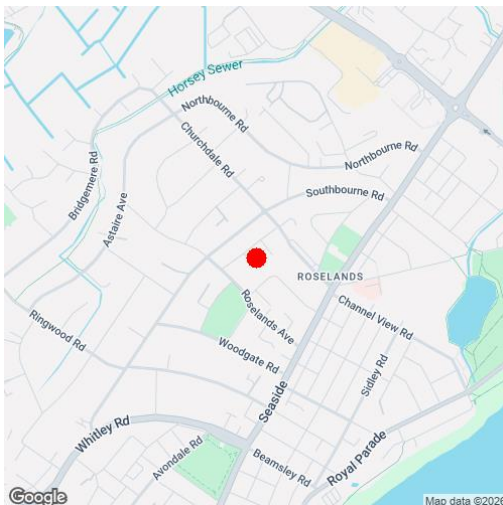 Horsey Sewer
Northbourne Rd
Churchdale Rd
Northbourne Rd
Bridgemere Rd
Astaire Ave
Southbourne Rd
ROSELANDS
Roselands Ave
Channel View Rd
Ringwood Rd
Woodgate Rd
Sidley Rd
Seaside
Whitley Rd
Avondale Rd
Royal Parade
Beamsley Rd
Google
Map data ©2026